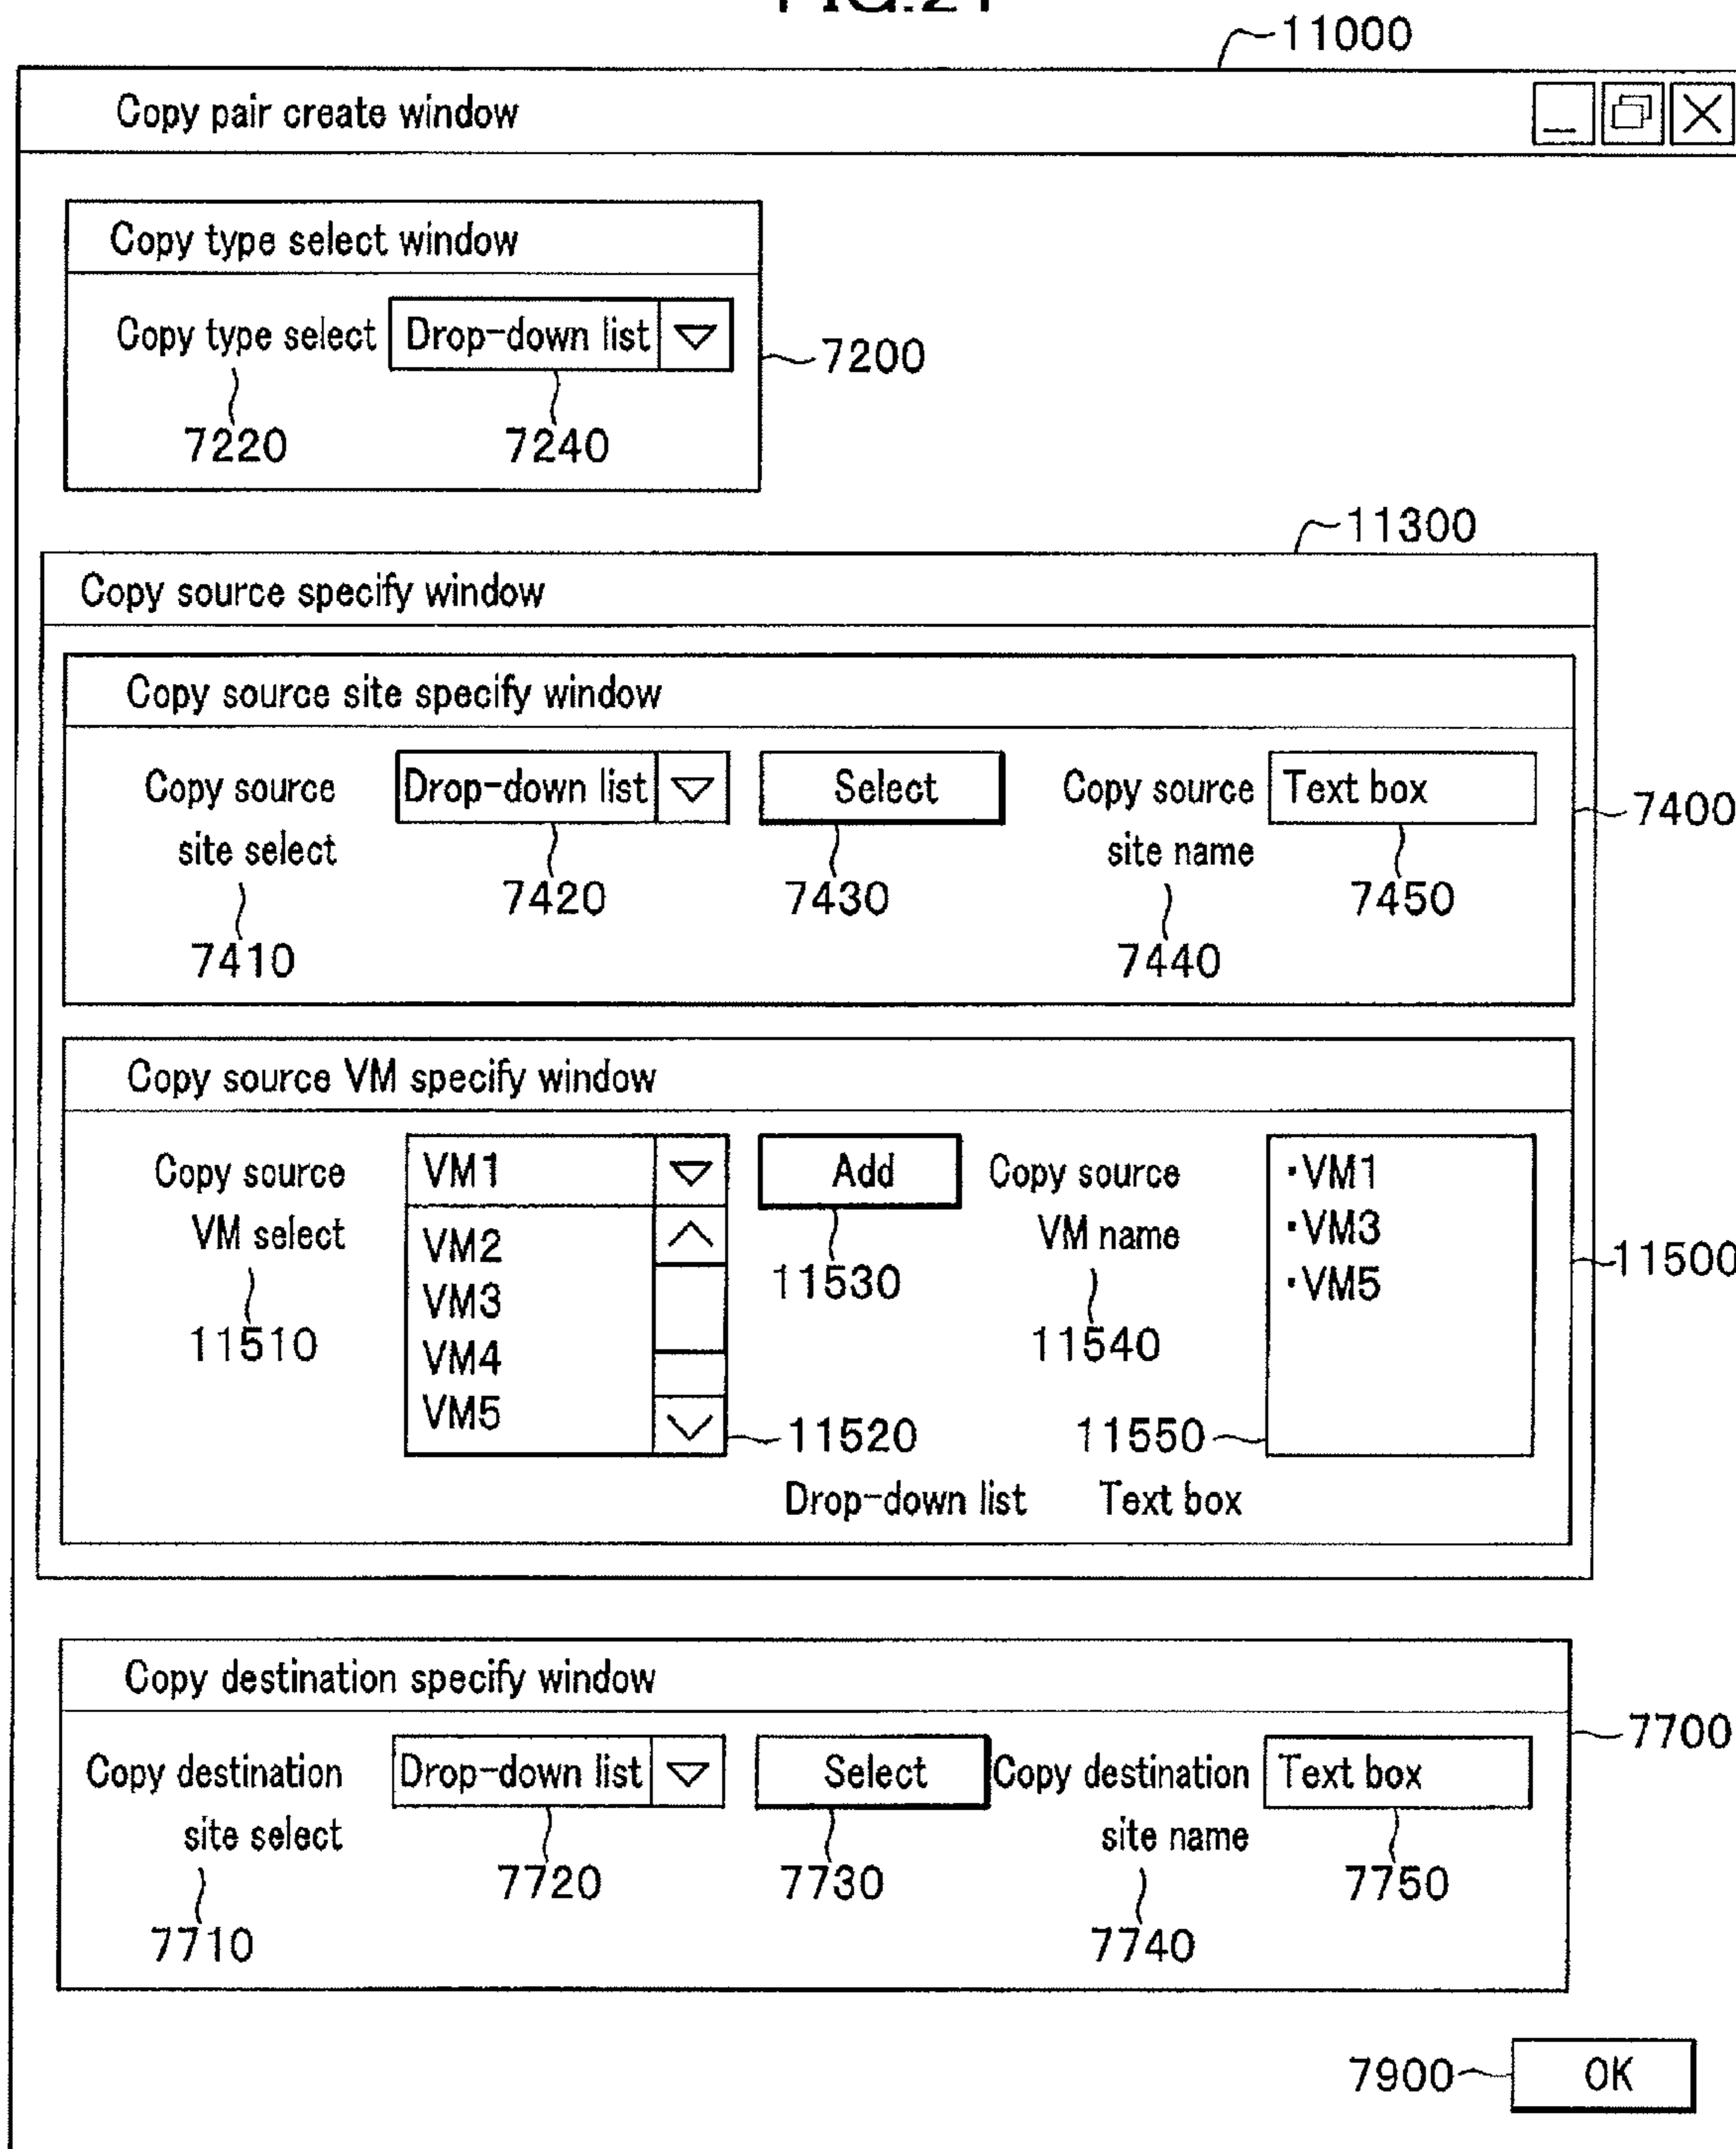 FIG.21
11000
Copy pair create window
Copy type select window
Copy type select Drop-down list
7200
7220 7240
11300
Copy source specify window
Copy source site specify window
Copy source Drop-down list Select Copy source Text box
7400
site select site name
7420 7430 7450
7410 7440
Copy source VM specify window
Copy source VM1 Add Copy source ・VM1
VM select VM2 VM name ・VM3
11500
11530 VM3 ・VM5
11510 VM4 11540
VM5 11520 11550
Drop-down list Text box
Copy destination specify window
7700
Copy destination Drop-down list Select Copy destination Text box
site select site name
7720 7730 7750
7710 7740
7900 OK